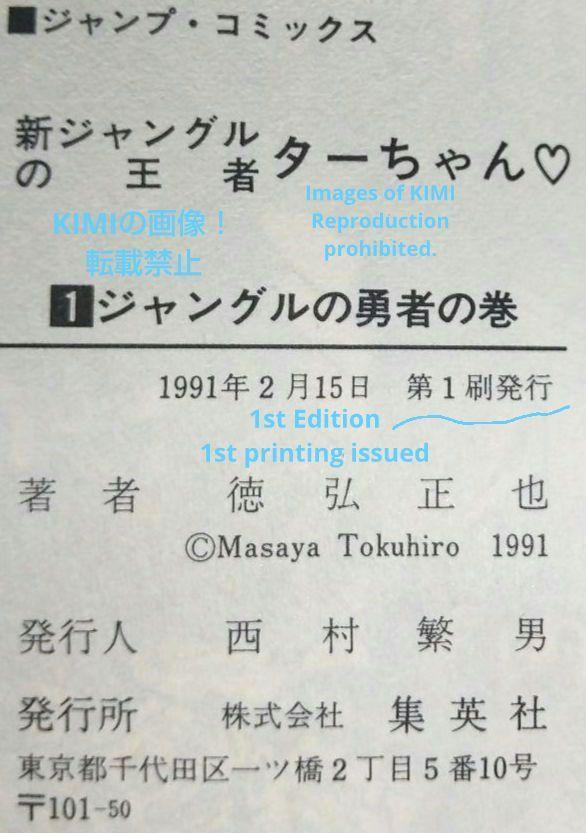 ■ジャンプ・コミックス
新ジャングルの王者ターちゃん♡
Images of KIMI
Reproduction
prohibited.
KIMIの画像！
転載禁止
1ジャングルの勇者の巻
1991年2月15日 第1刷発行
1st Edition
1st printing issued
著者 徳弘正也
©Masaya Tokuhiro 1991
発行人 西村繁男
発行所 株式会社 集英社
東京都千代田区一ツ橋2丁目5番10号
〒101-50